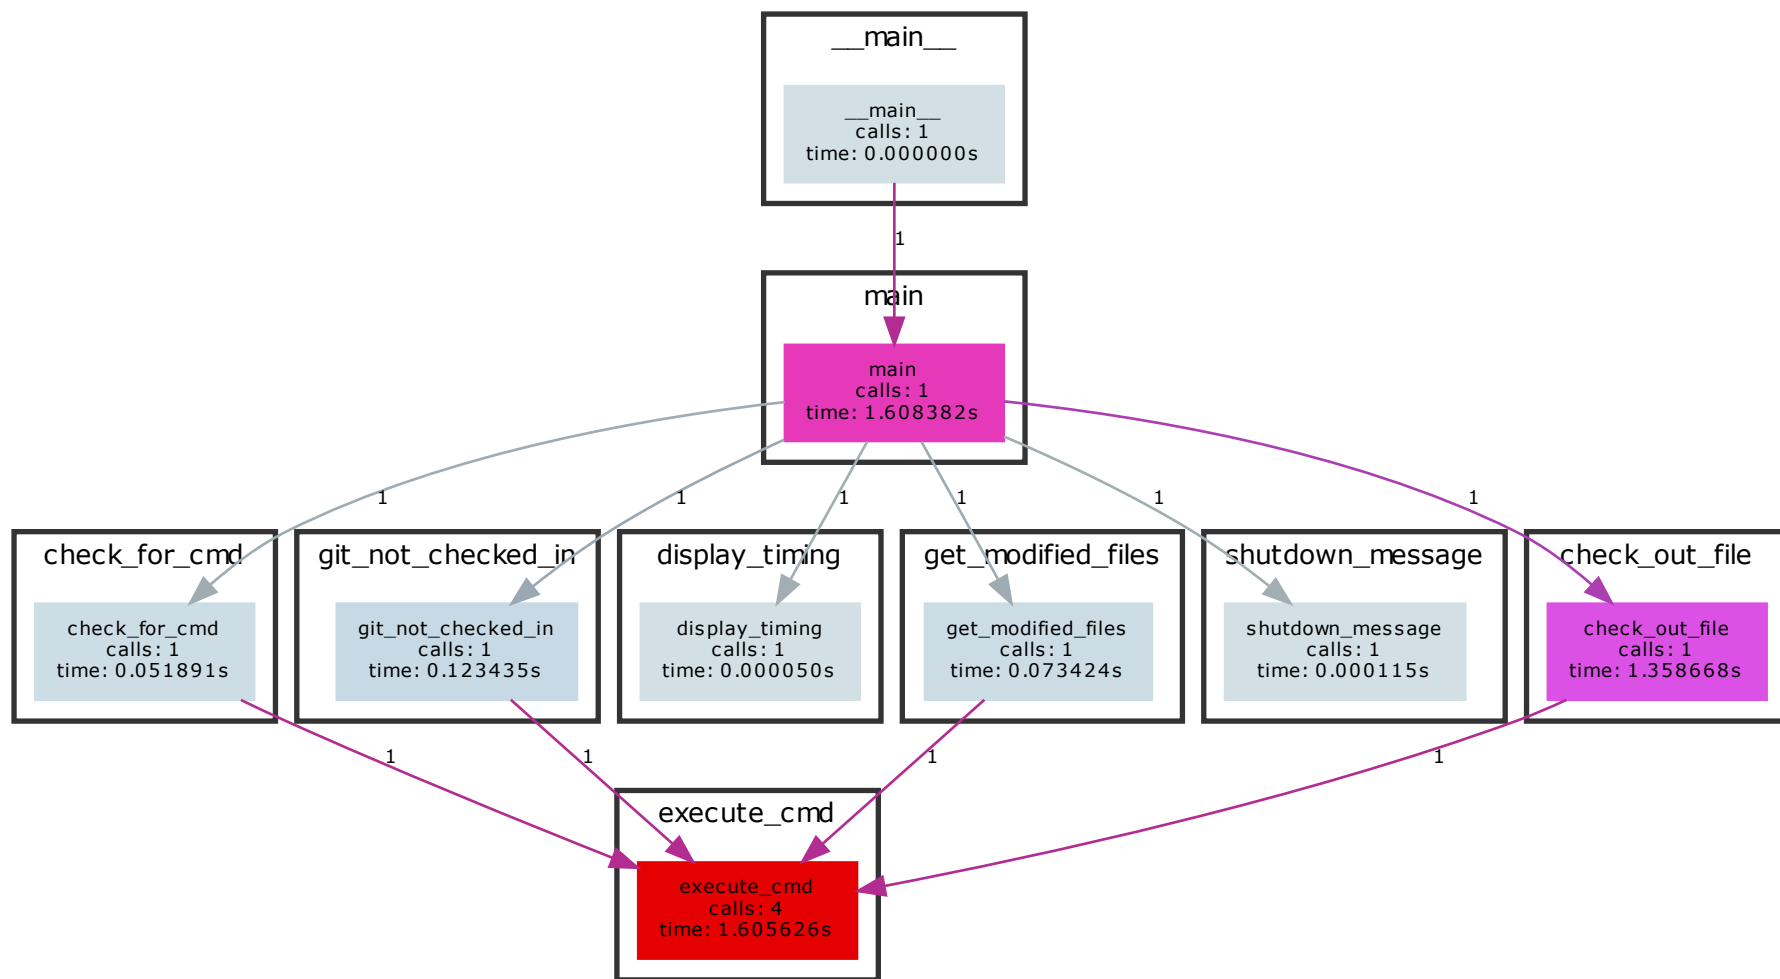 __main__
__main__
calls: 1
time: 0.000000s
1
main
main
calls: 1
time: 1.608382s
1
1
1
1
1
1
check_for_cmd
check_for_cmd
calls: 1
time: 0.051891s
git_not_checked_in
git_not_checked_in
calls: 1
time: 0.123435s
display_timing
display_timing
calls: 1
time: 0.000050s
get_modified_files
get_modified_files
calls: 1
time: 0.073424s
shutdown_message
shutdown_message
calls: 1
time: 0.000115s
check_out_file
check_out_file
calls: 1
time: 1.358668s
1
1
1
1
execute_cmd
execute_cmd
calls: 4
time: 1.605626s